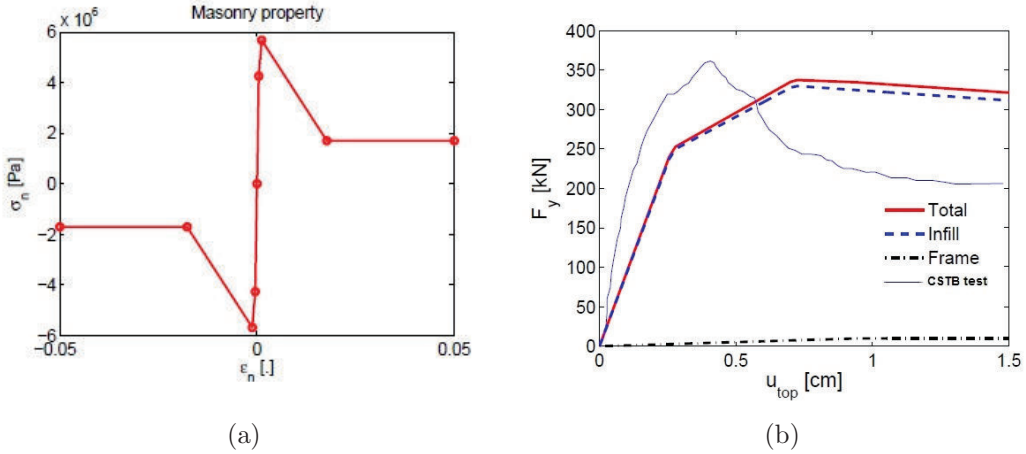 Masonry property
x 10⁶
6
4
2
0
−2
−4
−6
−0.05 0 0.05
σn [Pa]
εn [.]
(a)
400
350
300
250
200
150
100
50
0
0 0.5 1 1.5
Fy [kN]
utop [cm]
Total
Infill
Frame
CSTB test
(b)